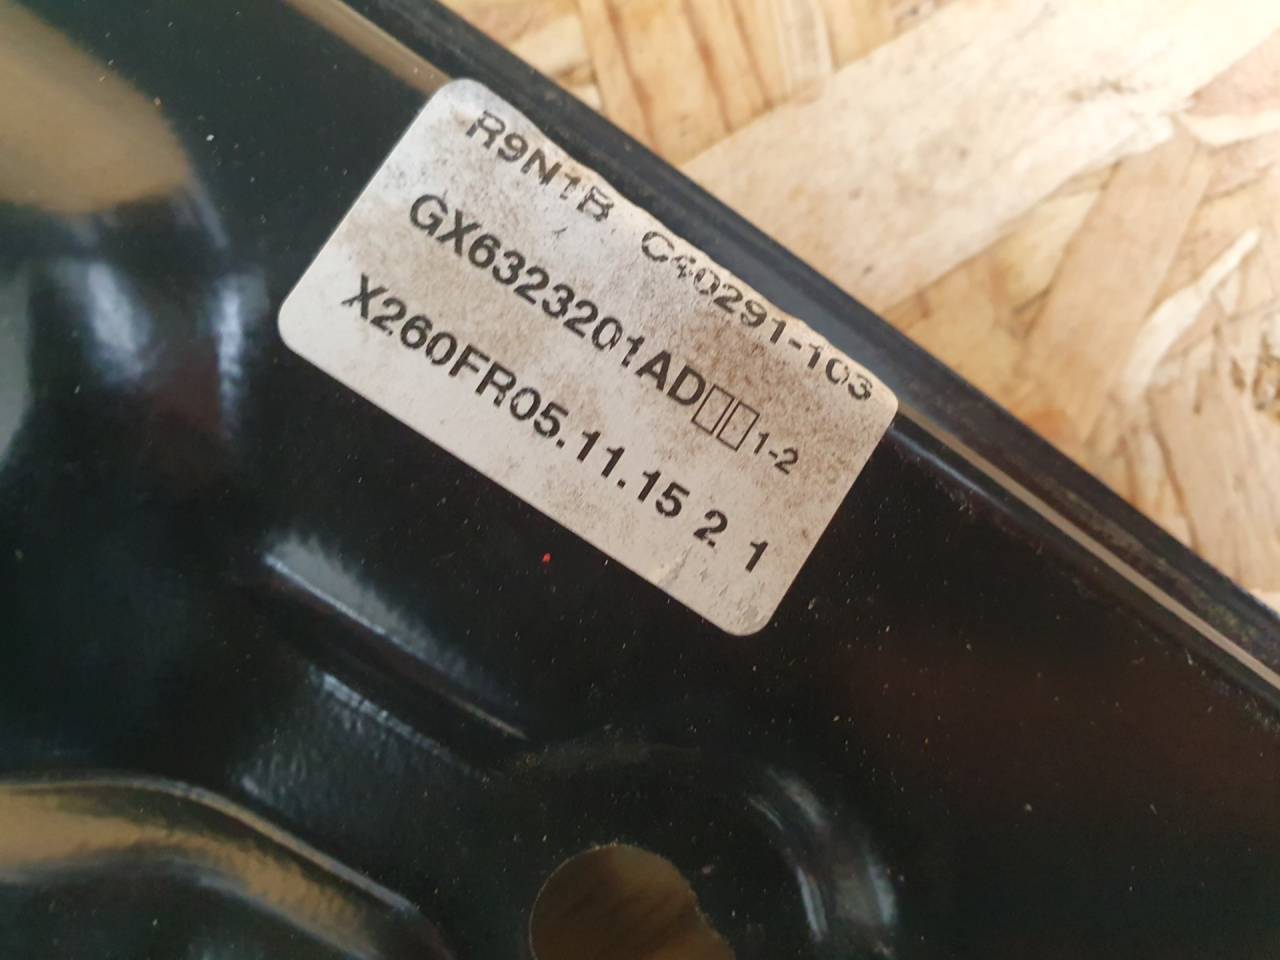 R9N1B C40291-103
GX6323201AD□□1-2
X260FR05.11.15 2 1